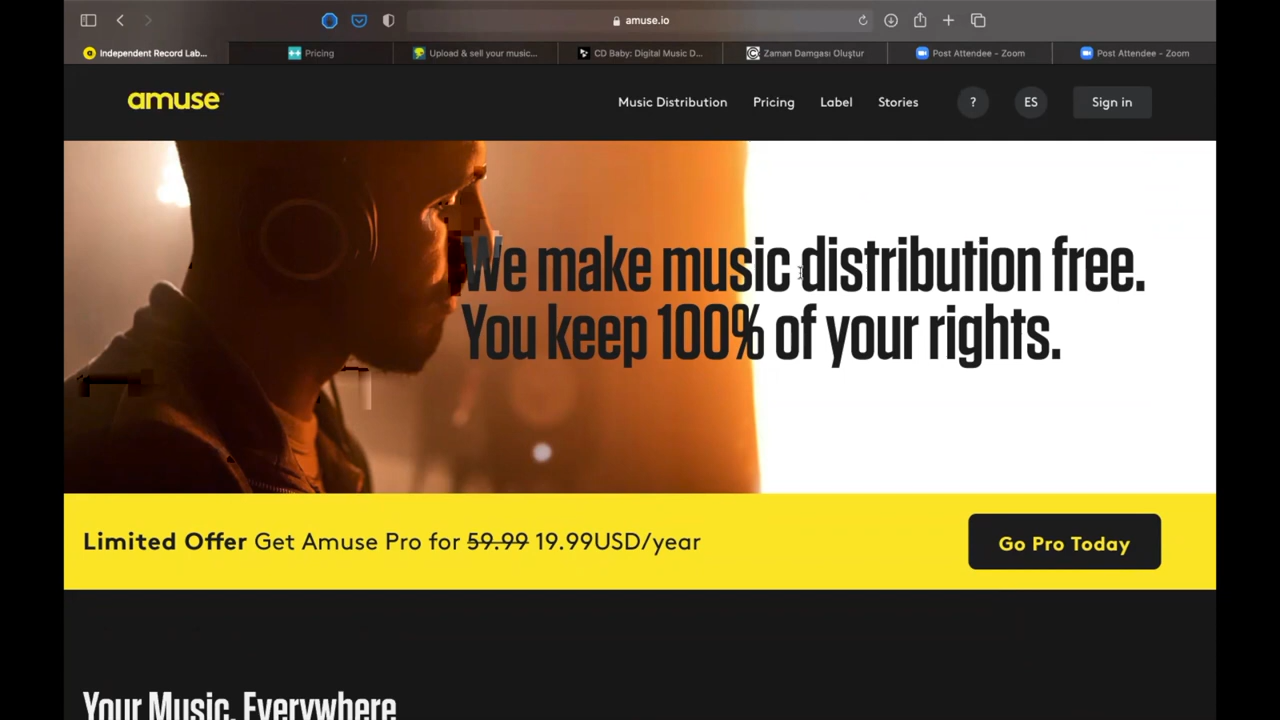 amuse.io
Independent Record Lab...
Pricing
Upload & sell your music...
CD Baby: Digital Music D...
Zaman Damgası Oluştur
Post Attendee - Zoom
Post Attendee - Zoom
amuse
Music Distribution
Pricing
Label
Stories
?
ES
Sign in
We make music distribution free.
You keep 100% of your rights.
Limited Offer Get Amuse Pro for 59.99 19.99USD/year
Go Pro Today
Your Music. Everywhere